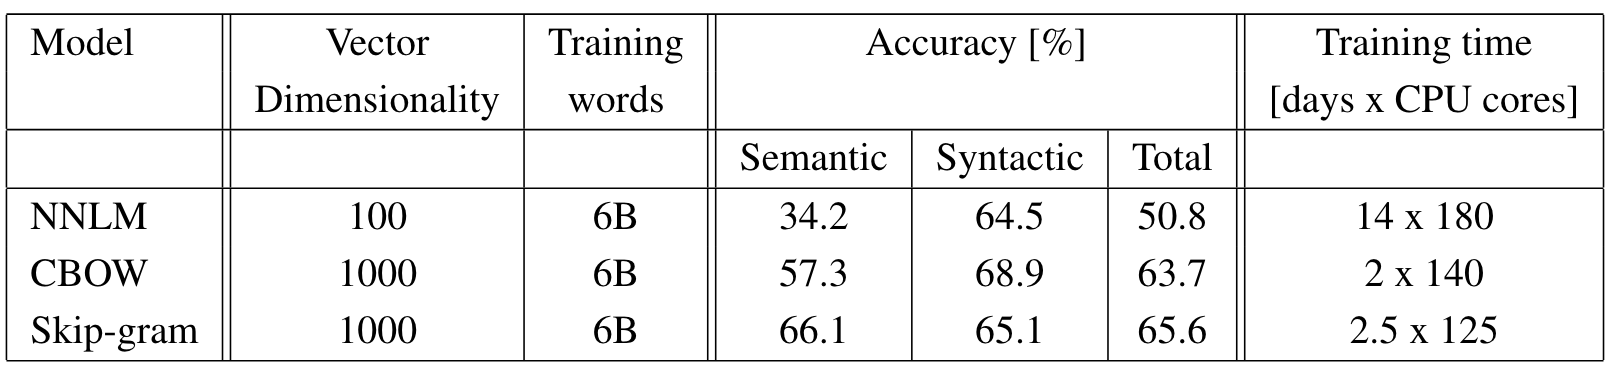 Model Vector Training Accuracy [%] Training time
Dimensionality words [days x CPU cores]
Semantic Syntactic Total
NNLM 100 6B 34.2 64.5 50.8 14 x 180
CBOW 1000 6B 57.3 68.9 63.7 2 x 140
Skip-gram 1000 6B 66.1 65.1 65.6 2.5 x 125